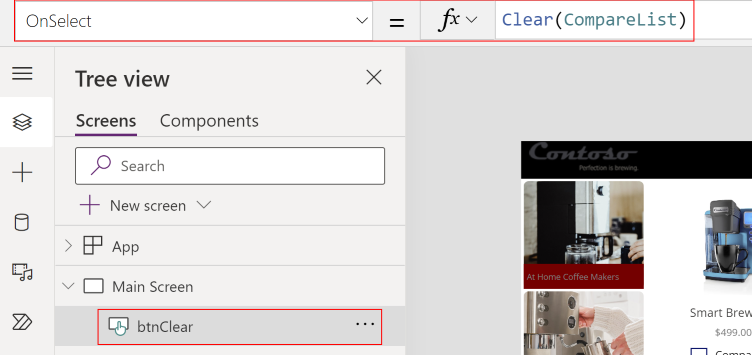 OnSelect = fx Clear(CompareList)
Tree view
Screens Components
Search
New screen
App
Main Screen
btnClear
Contoso
Perfection is brewing.
At Home Coffee Makers
Smart Brew
$499.00